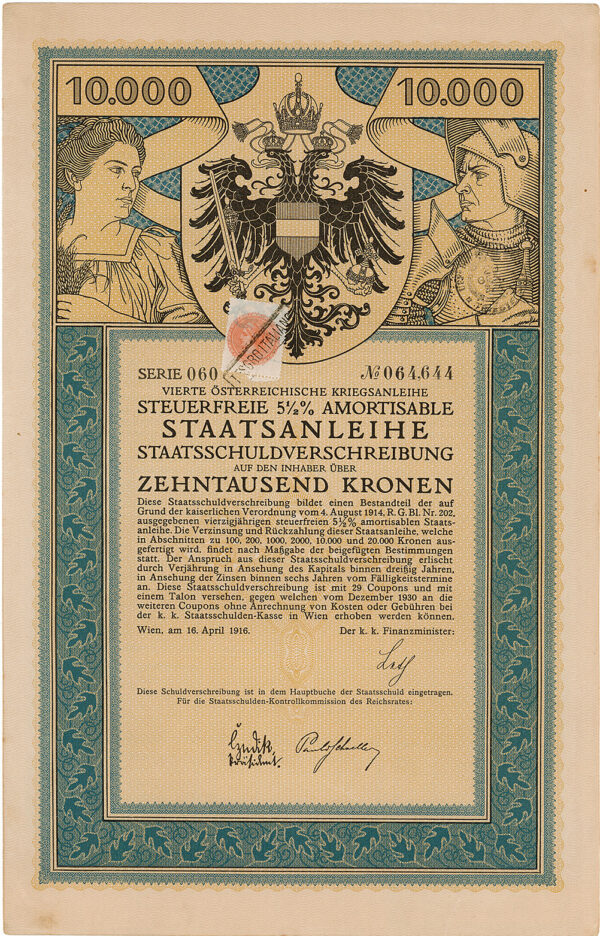 10.000 10.000
SERIE 060 № 064,644
VIERTE ÖSTERREICHISCHE KRIEGSANLEIHE
STEUERFREIE 5½% AMORTISABLE
STAATSANLEIHE
STAATSSCHULDVERSCHREIBUNG
AUF DEN INHABER ÜBER
ZEHNTAUSEND KRONEN
Diese Staatsschuldverschreibung bildet einen Bestandteil der auf
Grund der kaiserlichen Verordnung vom 4. August 1914, R. G. Bl. Nr. 202,
ausgegebenen vierzigjährigen steuerfreien 5½% amortisablen Staats-
anleihe. Die Verzinsung und Rückzahlung dieser Staatsanleihe, welche
in Abschnitten zu 100, 200, 1000, 2000, 10.000 und 20.000 Kronen aus-
gefertigt wird, findet nach Maßgabe der beigefügten Bestimmungen
statt. Der Anspruch aus dieser Staatsschuldverschreibung erlischt
durch Verjährung in Ansehung des Kapitals binnen dreißig Jahren,
in Ansehung der Zinsen binnen sechs Jahren vom Fälligkeitstermine
an. Diese Staatsschuldverschreibung ist mit 29 Coupons und mit
einem Talon versehen, gegen welchen vom Dezember 1930 an die
weiteren Coupons ohne Anrechnung von Kosten oder Gebühren bei
der k. k. Staatsschulden-Kasse in Wien erhoben werden können.
Wien, am 16. April 1916. Der k. k. Finanzminister:
Leth
Diese Schuldverschreibung ist in dem Hauptbuche der Staatsschuld eingetragen.
Für die Staatsschulden-Kontrollkommission des Reichsrates:
Präsident.